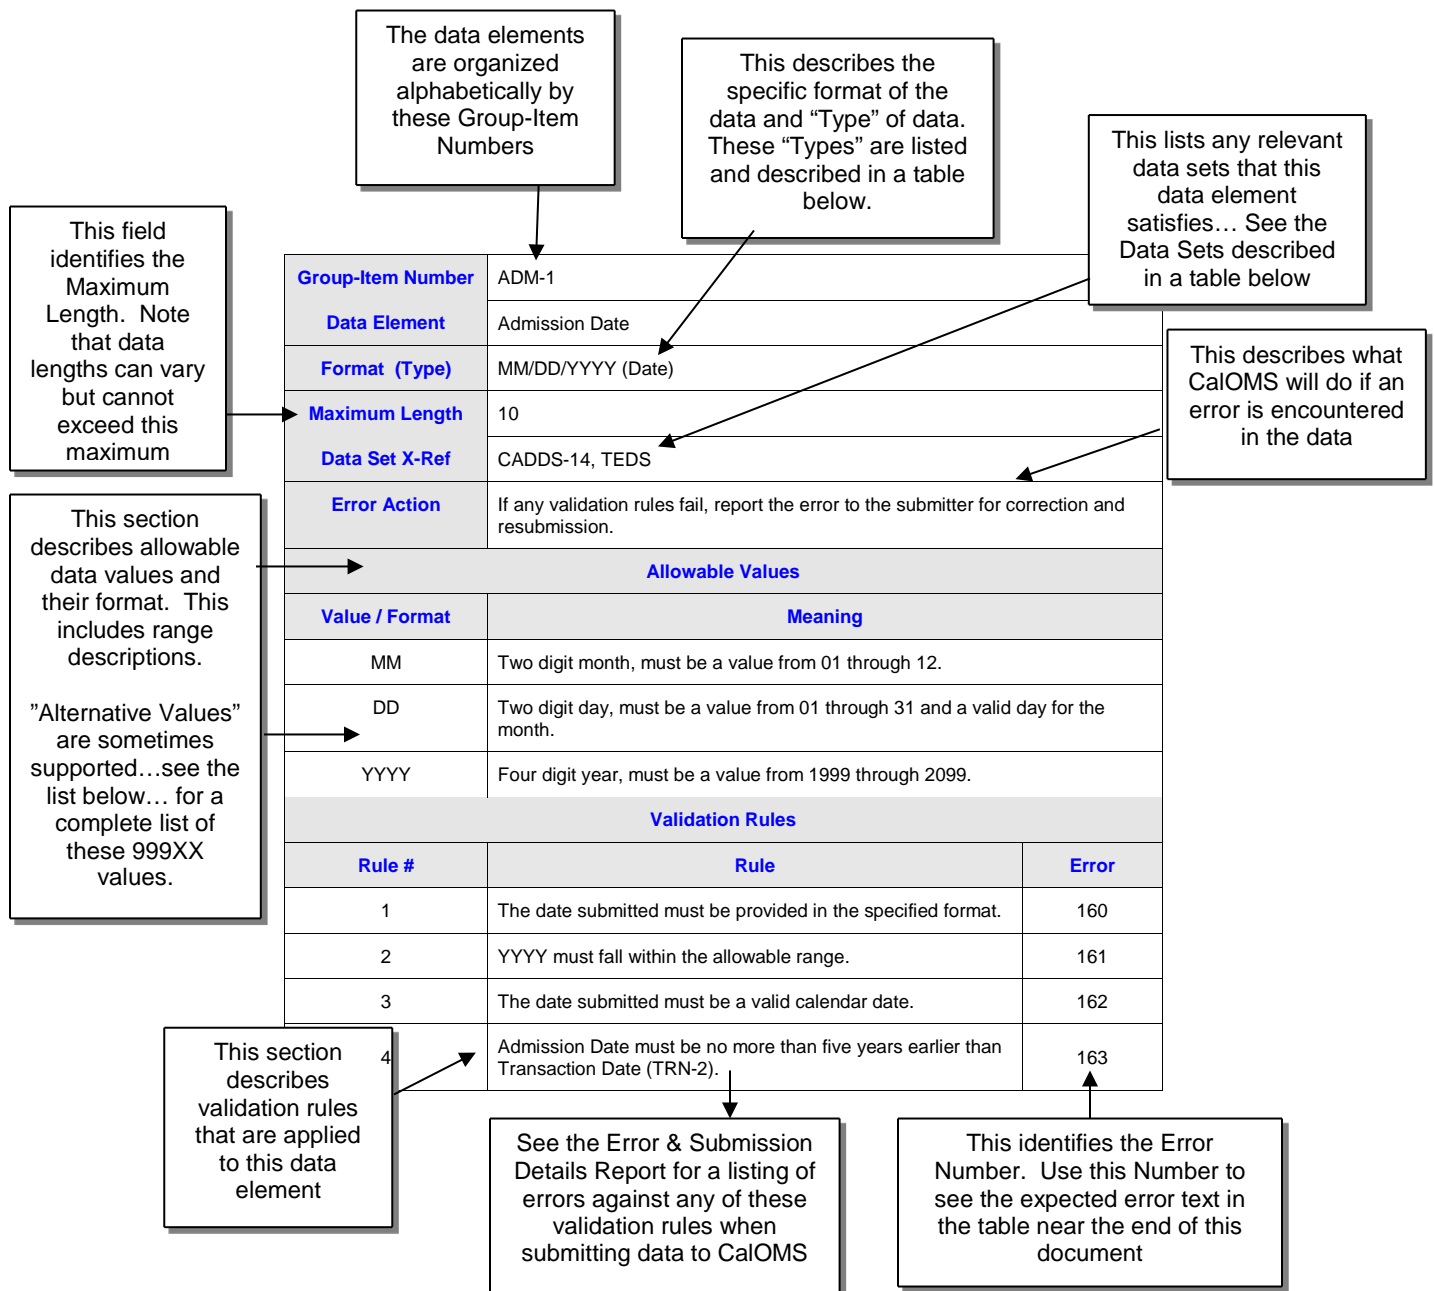 The data elements
are organized
alphabetically by
these Group-Item
Numbers
This describes the
specific format of the
data and “Type” of data.
These “Types” are listed
and described in a table
below.
This lists any relevant
data sets that this
data element
satisfies… See the
Data Sets described
in a table below
This field
identifies the
Maximum
Length.  Note
that data
lengths can vary
but cannot
exceed this
maximum
This describes what
CalOMS will do if an
error is encountered
in the data
This section
describes allowable
data values and
their format.  This
includes range
descriptions.
”Alternative Values”
are sometimes
supported…see the
list below… for a
complete list of
these 999XX
values.
Group-Item Number ADM-1
Data Element Admission Date
Format  (Type) MM/DD/YYYY (Date)
Maximum Length 10
Data Set X-Ref CADDS-14, TEDS
Error Action If any validation rules fail, report the error to the submitter for correction and
resubmission.
Allowable Values
Value / Format Meaning
MM Two digit month, must be a value from 01 through 12.
DD Two digit day, must be a value from 01 through 31 and a valid day for the
month.
YYYY Four digit year, must be a value from 1999 through 2099.
Validation Rules
Rule # Rule Error
1 The date submitted must be provided in the specified format. 160
2 YYYY must fall within the allowable range. 161
3 The date submitted must be a valid calendar date. 162
4 Admission Date must be no more than five years earlier than
Transaction Date (TRN-2). 163
This section
describes
validation rules
that are applied
to this data
element
See the Error & Submission
Details Report for a listing of
errors against any of these
validation rules when
submitting data to CalOMS
This identifies the Error
Number.  Use this Number to
see the expected error text in
the table near the end of this
document